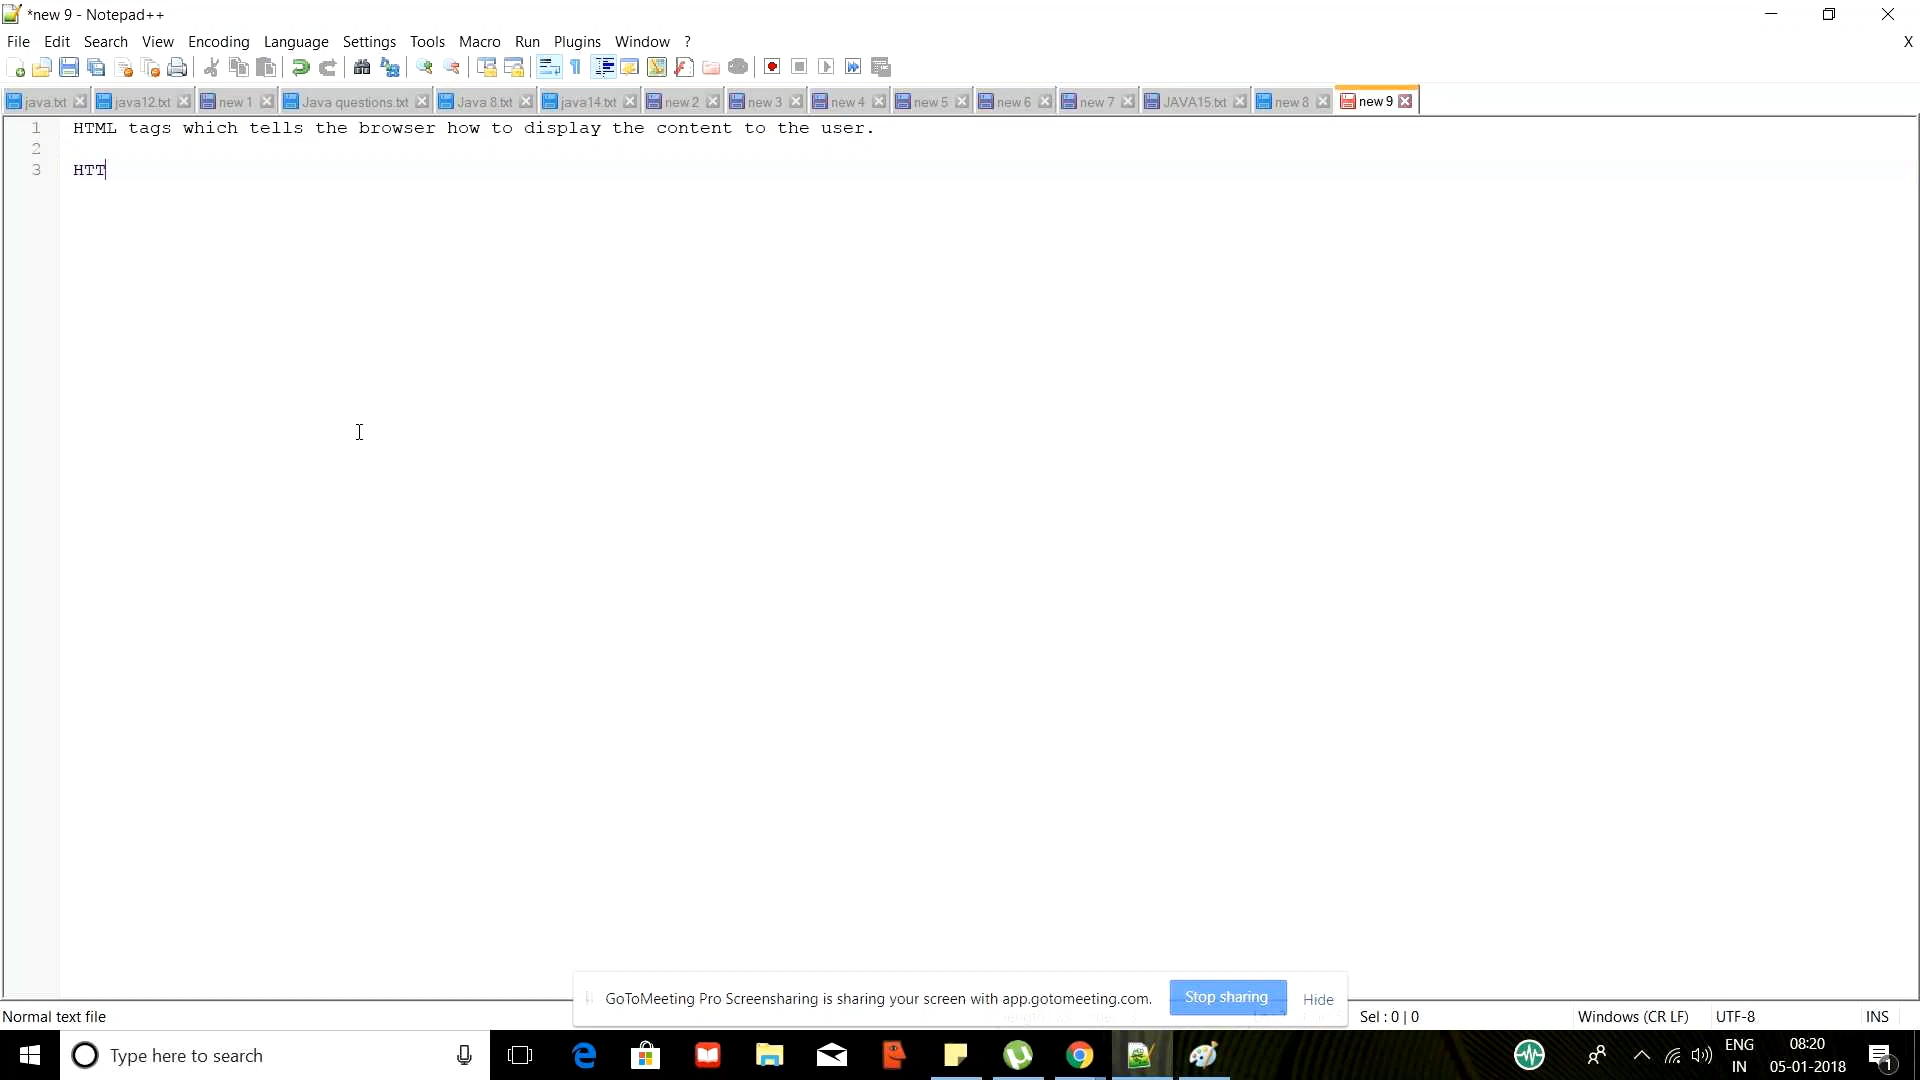 *new 9 - Notepad++
File Edit Search View Encoding Language Settings Tools Macro Run Plugins Window ? X
java.txt java12.txt new 1 Java questions.txt Java 8.txt java14.txt new 2 new 3 new 4 new 5 new 6 new 7 JAVA15.txt new 8 new 9
1 HTML tags which tells the browser how to display the content to the user.
2
3 HTT
GoToMeeting Pro Screensharing is sharing your screen with app.gotomeeting.com. Stop sharing Hide
Normal text file Sel : 0 | 0 Windows (CR LF) UTF-8 INS
Type here to search
ENG 08:20
IN 05-01-2018 1